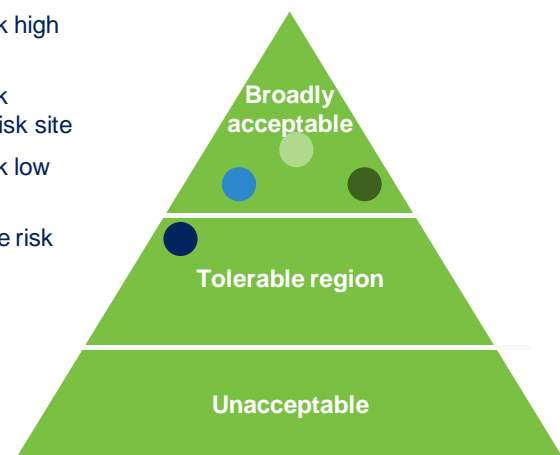 k high
k
isk site
k low
e risk
Broadly
acceptable
Tolerable region
Unacceptable